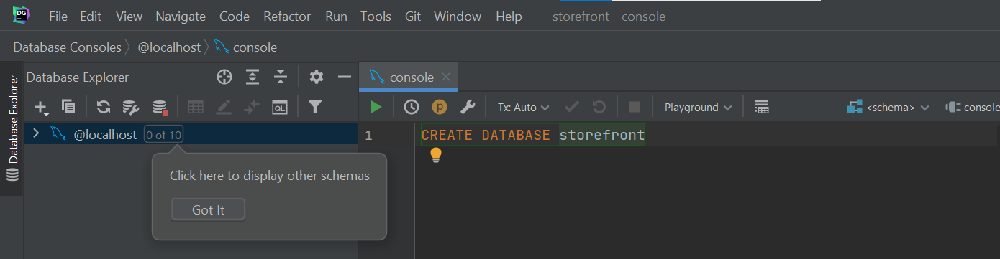 DG File Edit View Navigate Code Refactor Run Tools Git Window Help storefront - console
Database Consoles @localhost console
Database Explorer
Database Explorer
console
QL
p Tx: Auto Playground <schema> console
@localhost 0 of 10
1 CREATE DATABASE storefront
Click here to display other schemas
Got It